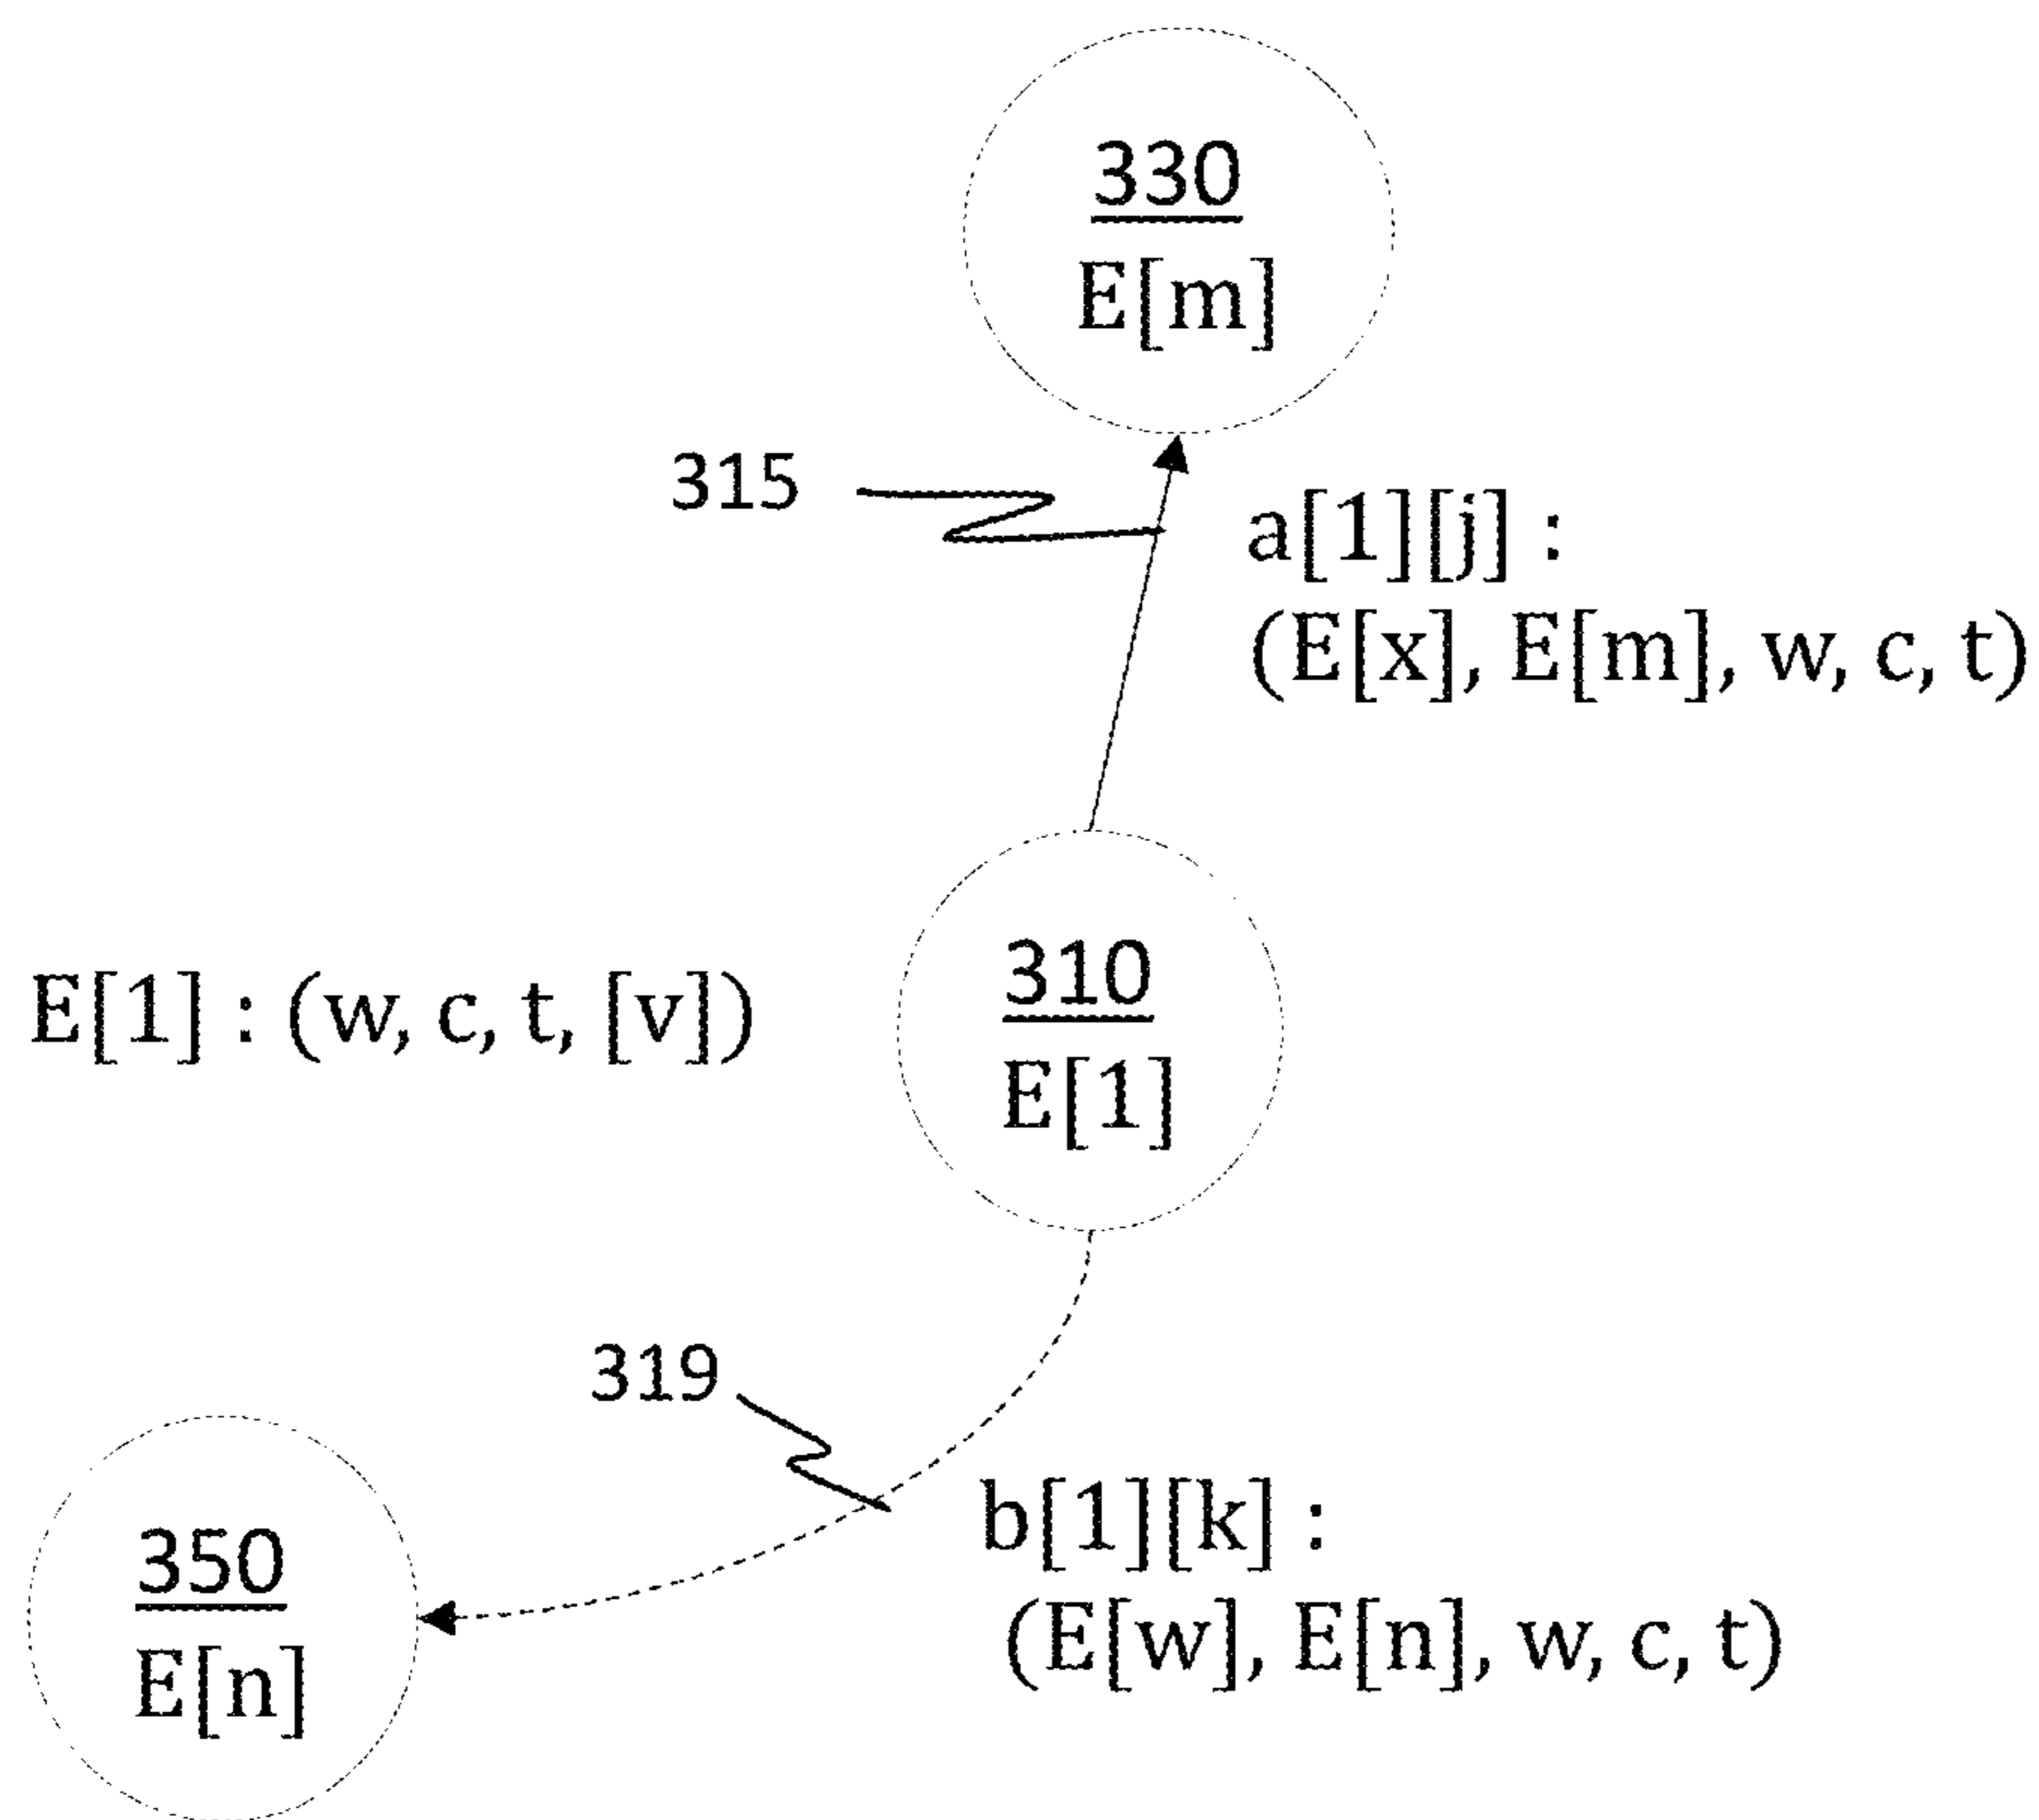 330
E[m]
315
a[1][j] :
(E[x], E[m], w, c, t)
310
E[1] : (w, c, t, [v])
E[1]
319
b[1][k] :
(E[w], E[n], w, c, t)
350
E[n]